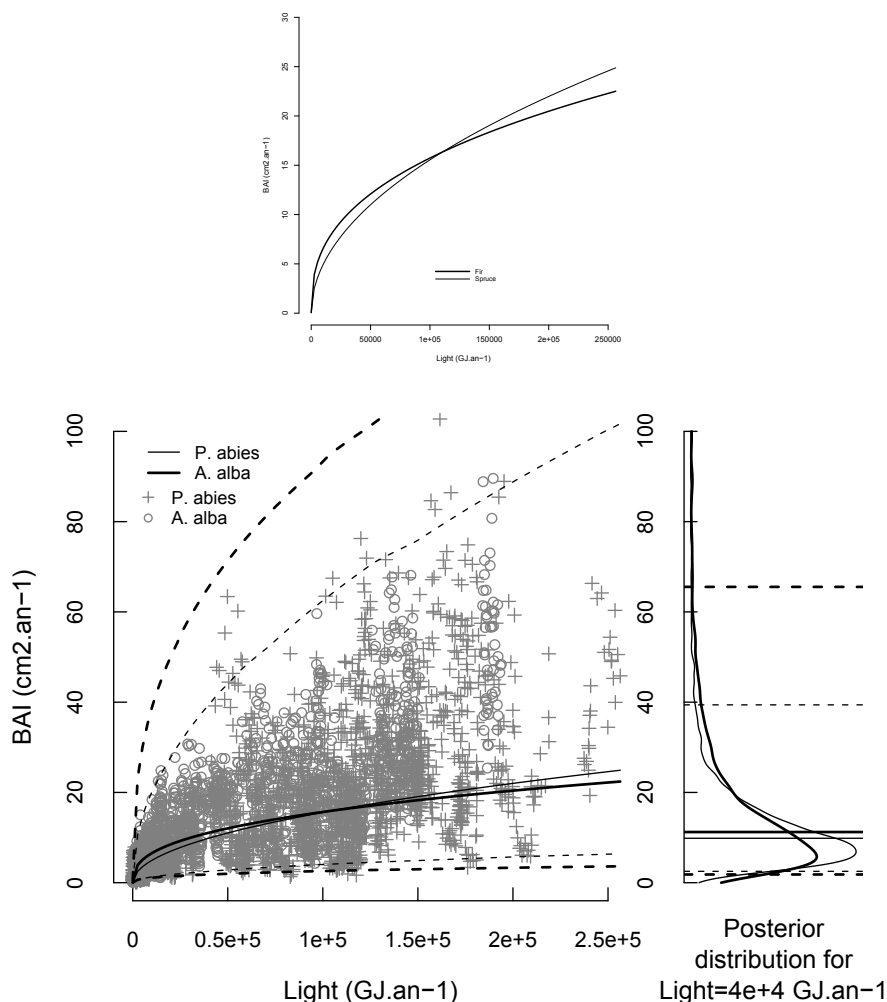 30
25
20
15
10
5
0
BAI (cm2.an−1)
Fir
Spruce
0 50000 1e+05 150000 2e+05 250000
Light (GJ.an−1)
100
80
60
40
20
0
BAI (cm2.an−1)
P. abies
A. alba
P. abies
A. alba
0 0.5e+5 1e+5 1.5e+5 2e+5 2.5e+5
Light (GJ.an−1)
100
80
60
40
20
0
Posterior
distribution for
Light=4e+4 GJ.an−1